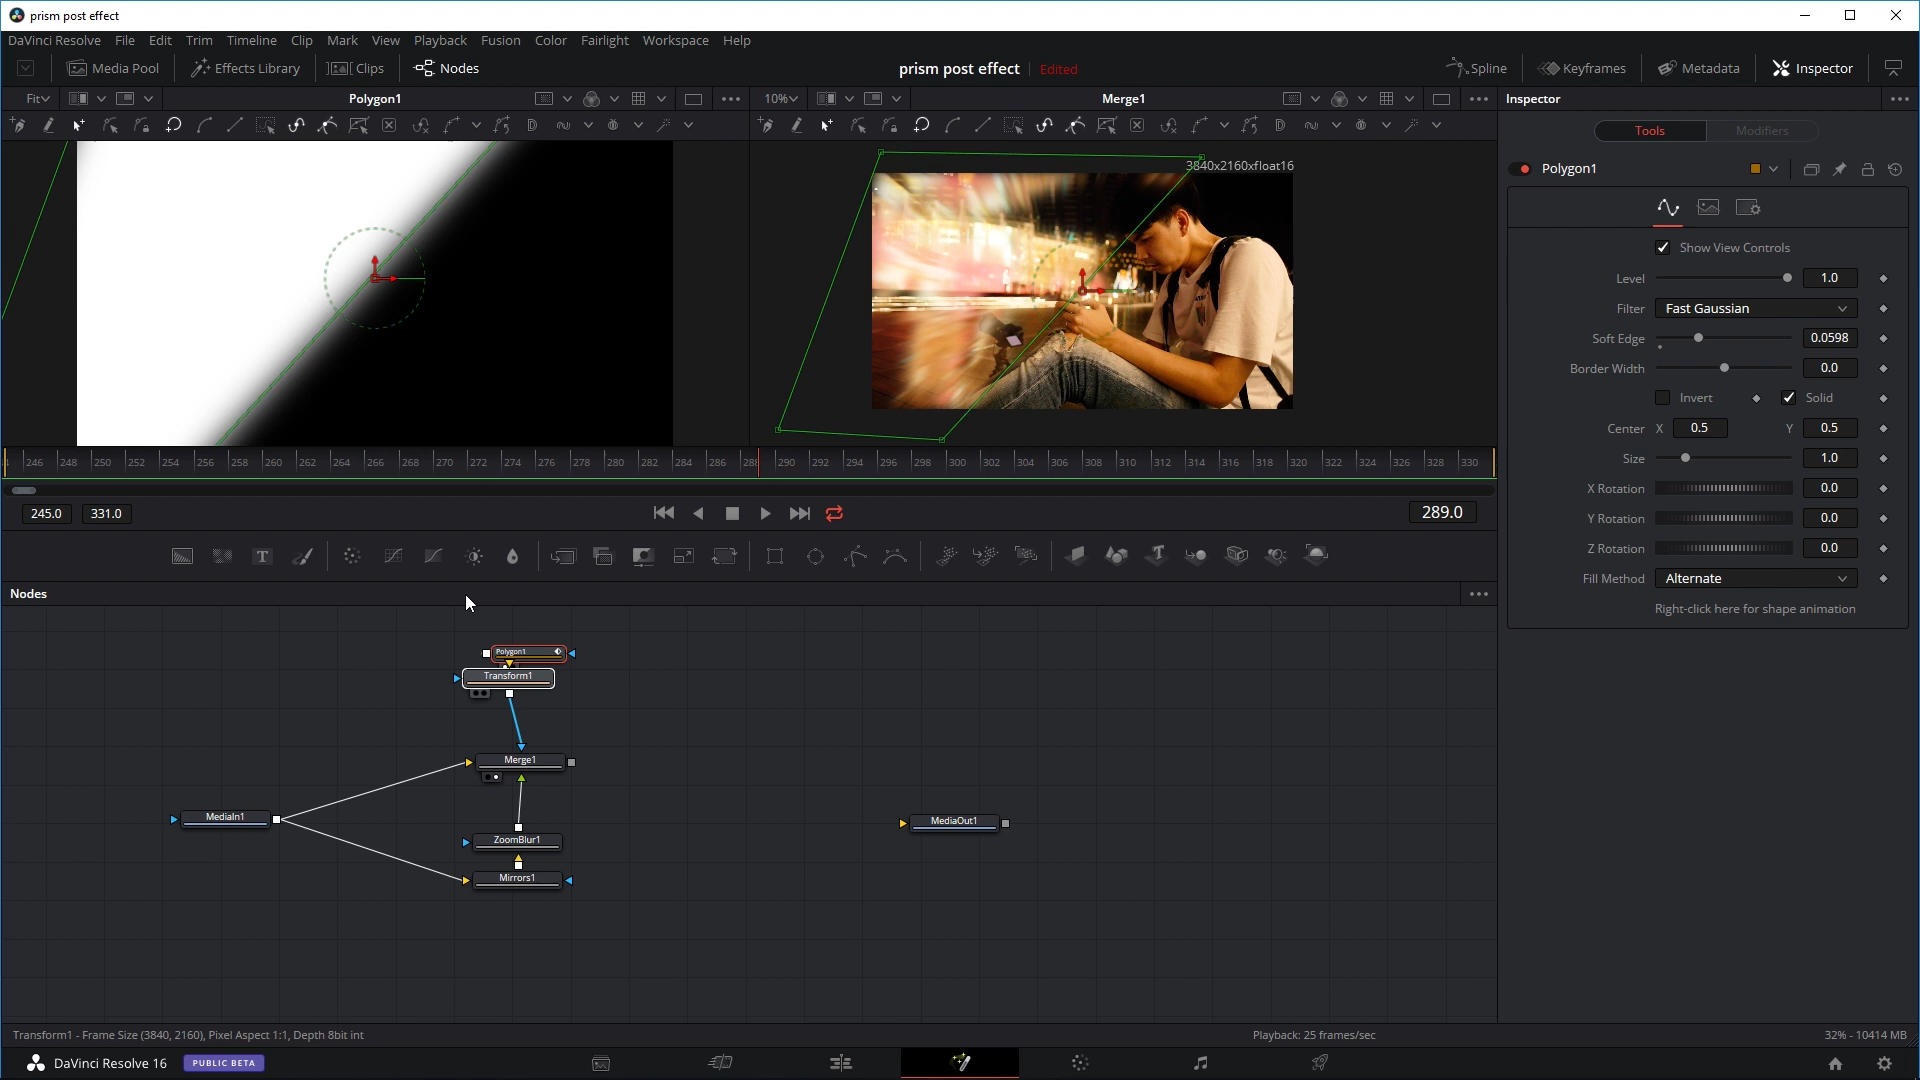 prism post effect
DaVinci Resolve File Edit Trim Timeline Clip Mark View Playback Fusion Color Fairlight Workspace Help
Media Pool Effects Library Clips Nodes prism post effect Edited Spline Keyframes Metadata Inspector
Fit Polygon1 10% Merge1 Inspector
Tools Modifiers
3840x2160xfloat16
Polygon1
Show View Controls
Level 1.0
Filter Fast Gaussian
Soft Edge 0.0598
Border Width 0.0
Invert Solid
Center X 0.5 Y 0.5
Size 1.0
X Rotation 0.0
Y Rotation 0.0
Z Rotation 0.0
Fill Method Alternate
Right-click here for shape animation
246 248 250 252 254 256 258 260 262 264 266 268 270 272 274 276 278 280 282 284 286 290 292 294 296 298 300 302 304 306 308 310 312 314 316 318 320 322 324 326 328 330
245.0 331.0 289.0
T T
Nodes
Polygon1
Transform1
Merge1
MediaIn1
MediaOut1
ZoomBlur1
Mirrors1
Transform1 - Frame Size (3840, 2160), Pixel Aspect 1:1, Depth 8bit int Playback: 25 frames/sec 32% - 10414 MB
DaVinci Resolve 16 PUBLIC BETA